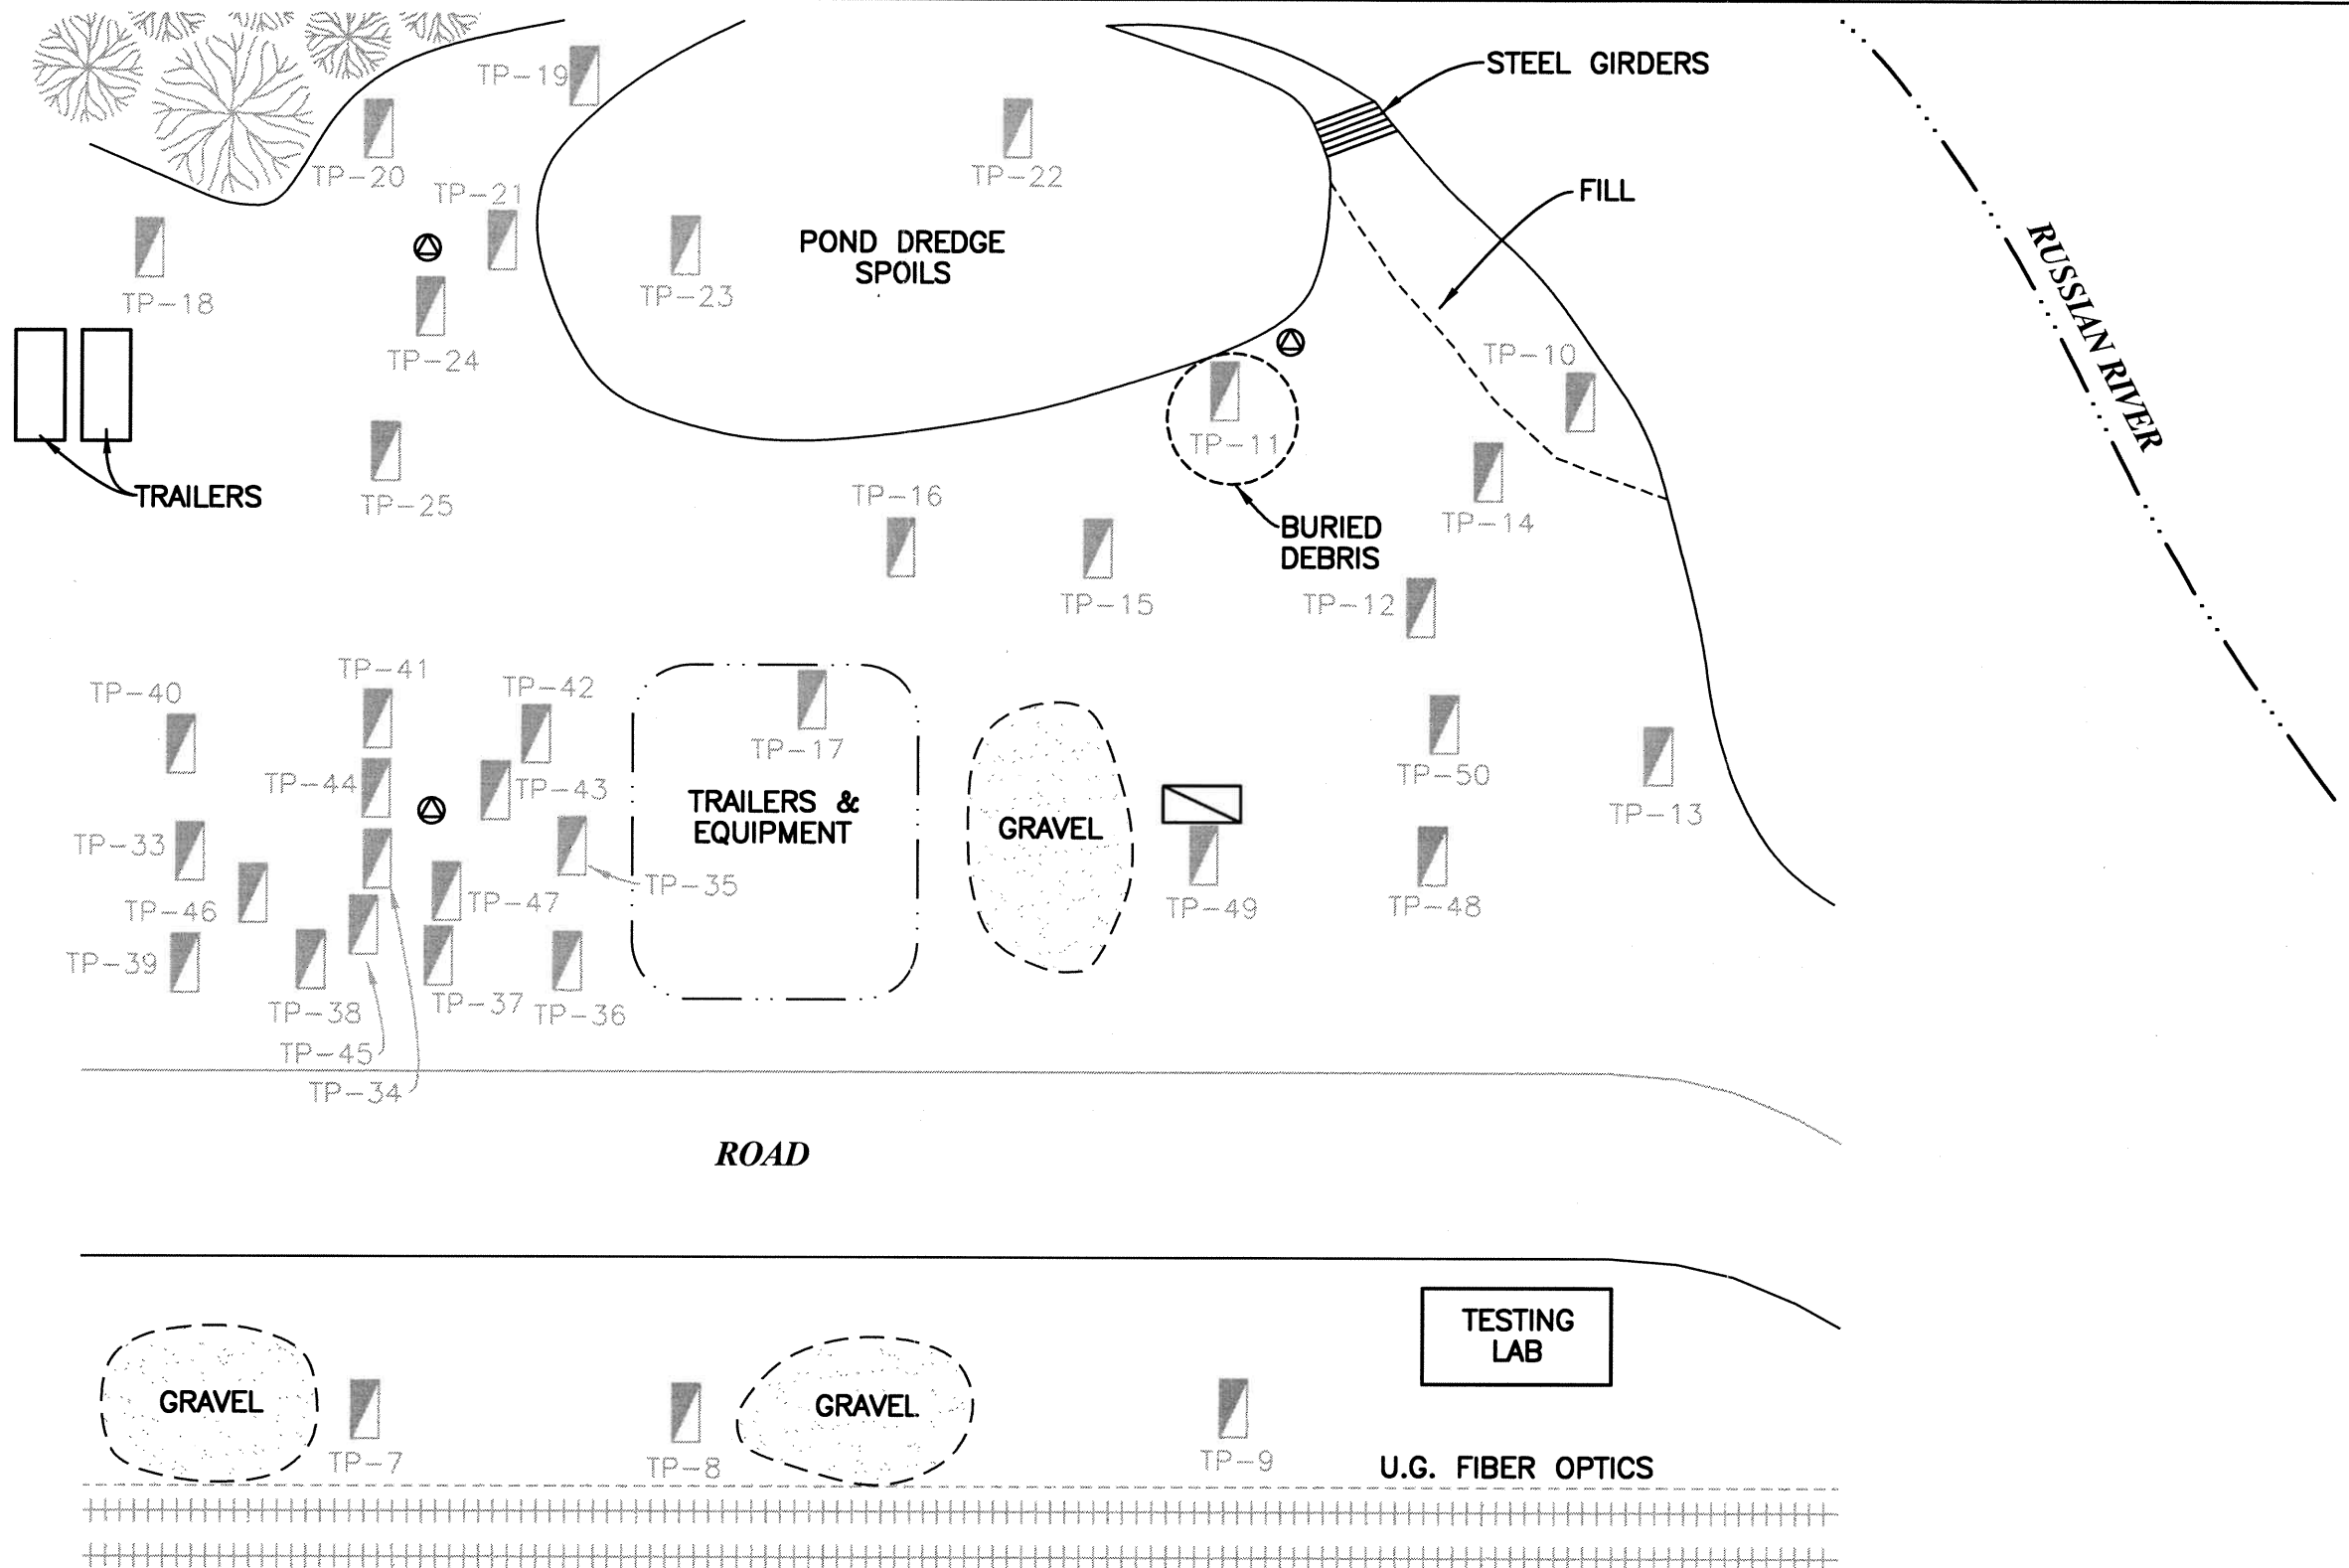 STEEL GIRDERS
TP-19
TP-20
TP-22
TP-21
FILL
POND DREDGE
SPOILS
RUSSIAN RIVER
TP-18
TP-23
TP-24
TP-10
TP-11
TRAILERS
TP-25
TP-16
TP-14
BURIED
DEBRIS
TP-15
TP-12
TP-41
TP-40
TP-42
TP-17
TP-44
TP-43
TP-50
TRAILERS &
EQUIPMENT
GRAVEL
TP-13
TP-33
TP-35
TP-46
TP-47
TP-49
TP-48
TP-39
TP-38
TP-37
TP-36
TP-45
TP-34
ROAD
TESTING
LAB
GRAVEL
GRAVEL
TP-7
TP-8
TP-9
U.G. FIBER OPTICS